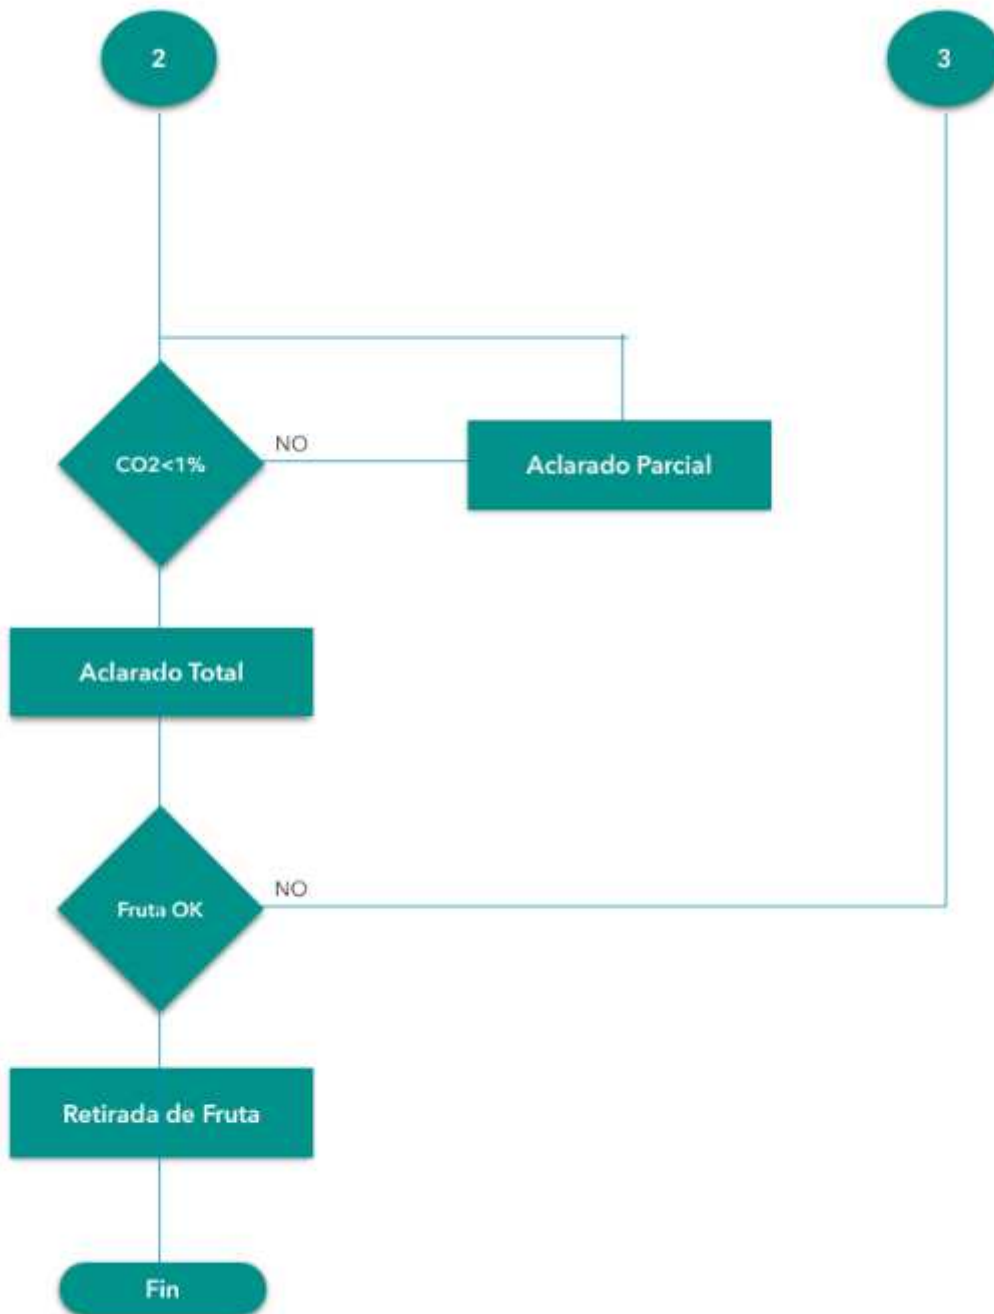 2
3
NO
CO2<1%
Aclarado Parcial
Aclarado Total
NO
Fruta OK
Retirada de Fruta
Fin